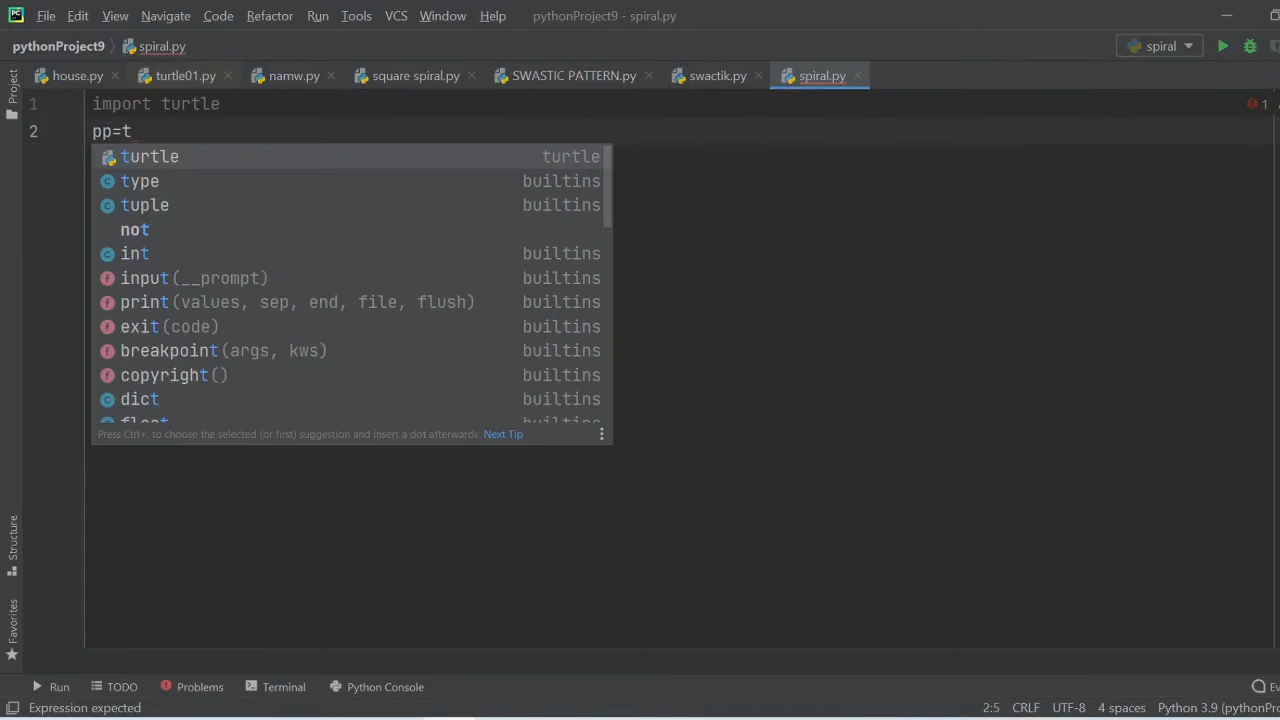 PC File Edit View Navigate Code Refactor Run Tools VCS Window Help pythonProject9 - spiral.py
pythonProject9 spiral.py spiral
house.py turtle01.py namw.py square spiral.py SWASTIC PATTERN.py swactik.py spiral.py
Project
1 import turtle 1
2 pp=t
turtle turtle
type builtins
tuple builtins
not
int builtins
input(__prompt) builtins
print(values, sep, end, file, flush) builtins
exit(code) builtins
breakpoint(args, kws) builtins
copyright() builtins
dict builtins
float builtins
Press Ctrl+. to choose the selected (or first) suggestion and insert a dot afterwards Next Tip
Structure
Favorites
Run TODO Problems Terminal Python Console Ev
Expression expected 2:5 CRLF UTF-8 4 spaces Python 3.9 (pythonPro